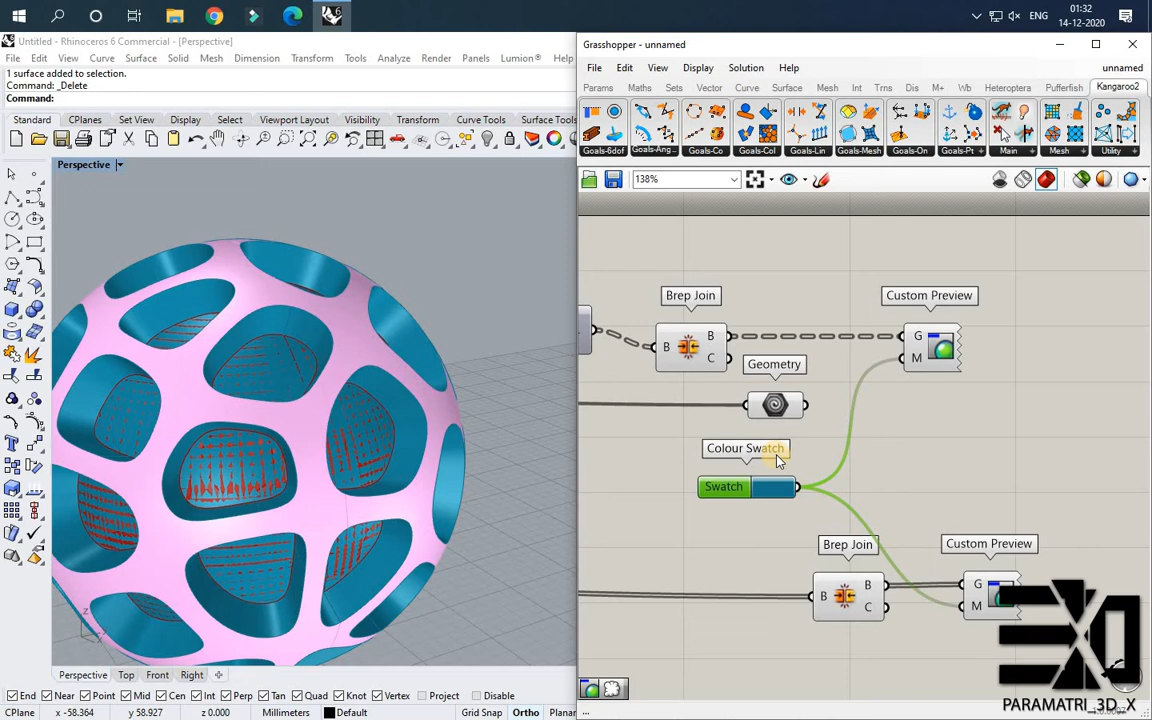 ENG
01:32
14-12-2020
Untitled - Rhinoceros 6 Commercial - [Perspective]
File Edit View Curve Surface Solid Mesh Dimension Transform Tools Analyze Render Panels Lumion® Help
1 surface added to selection.
Command: _Delete
Command:
Standard CPlanes Set View Display Select Viewport Layout Visibility Transform Curve Tools Surface Tools
Perspective
z
x
Perspective Top Front Right
End Near Point Mid Cen Int Perp Tan Quad Knot Vertex Project Disable
CPlane x -58.364 y 58.927 z 0.000 Millimeters Default Grid Snap Ortho Planar
Grasshopper - unnamed
File Edit View Display Solution Help unnamed
Params Maths Sets Vector Curve Surface Mesh Int Trns Dis M+ Wb Heteroptera Pufferfish Kangaroo2
Goals-6dof Goals-Ang... Goals-Co Goals-Col Goals-Lin Goals-Mesh Goals-On Goals-Pt Main Mesh Utility
138%
Brep Join
Custom Preview
B
B
C
G
M
Geometry
Colour Swatch
Swatch
Brep Join
Custom Preview
B
B
C
G
M
...
PARAMATRI_3D_X